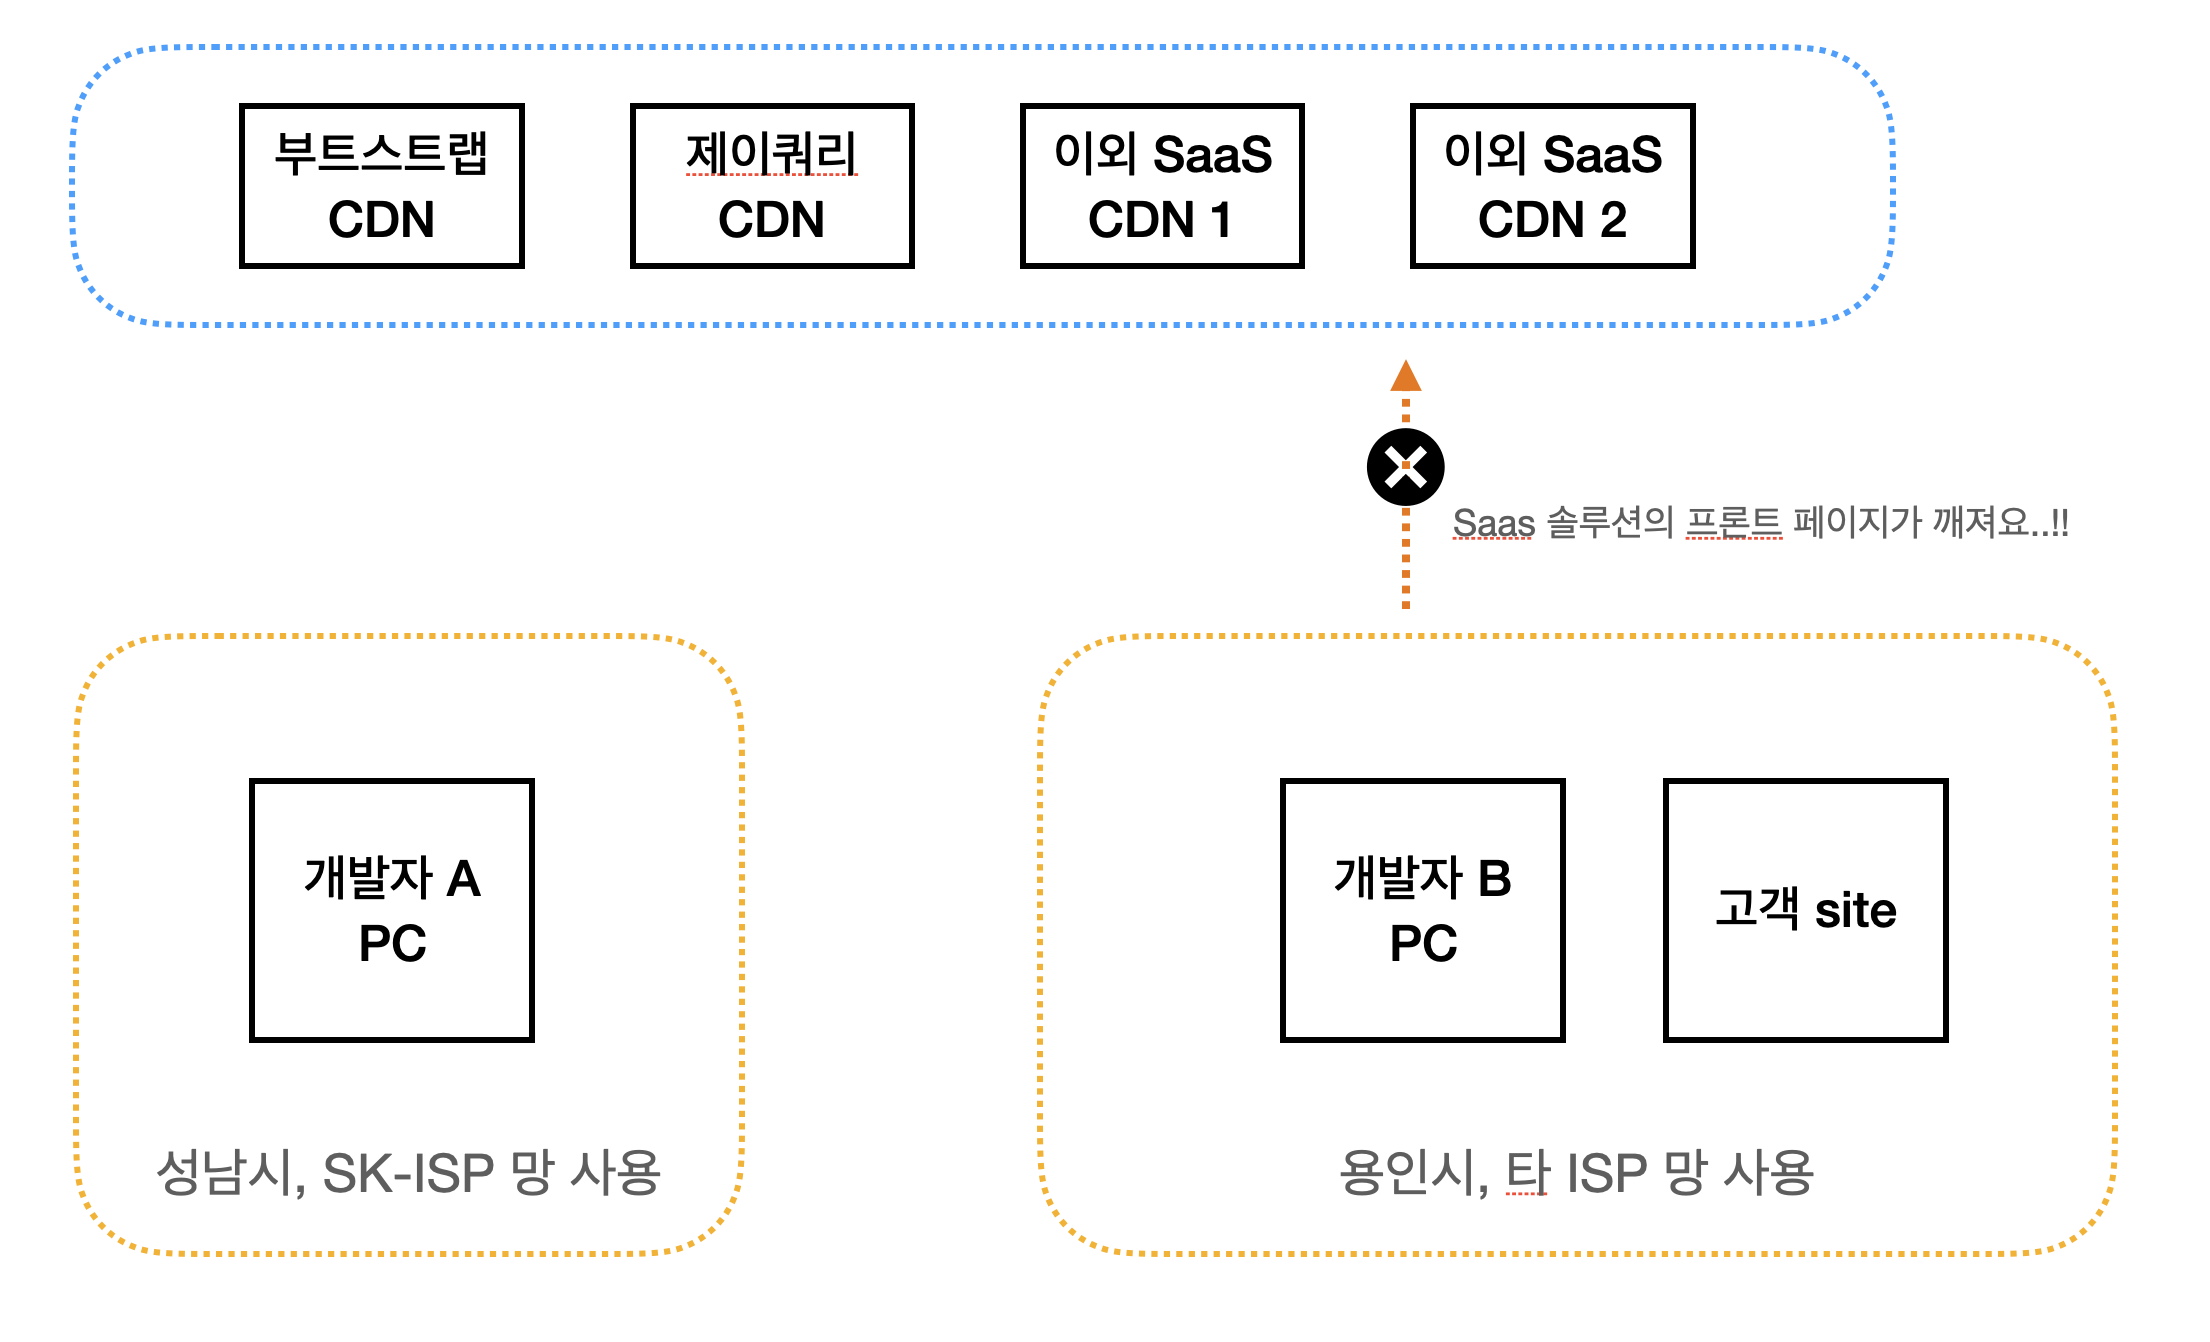 부트스트랩
CDN
제이쿼리
CDN
이외 SaaS
CDN 1
이외 SaaS
CDN 2
Saas 솔루션의 프론트 페이지가 깨져요..!!
개발자 A
PC
성남시, SK-ISP 망 사용
개발자 B
PC
고객 site
용인시, 타 ISP 망 사용